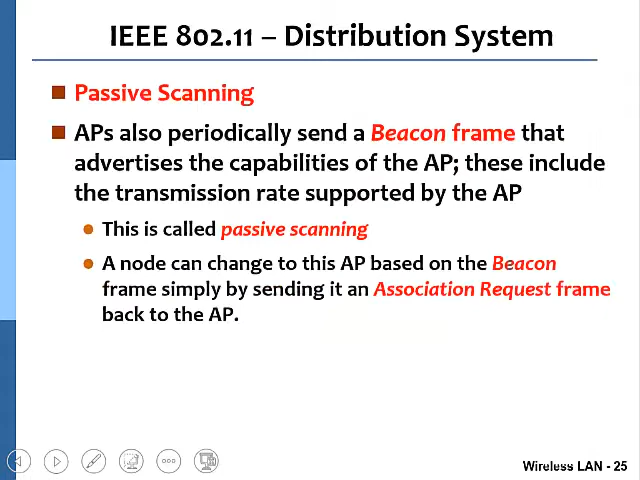 IEEE 802.11 – Distribution System
Passive Scanning
APs also periodically send a Beacon frame that
advertises the capabilities of the AP; these include
the transmission rate supported by the AP
This is called passive scanning
A node can change to this AP based on the Beacon
frame simply by sending it an Association Request frame
back to the AP.
Wireless LAN - 25